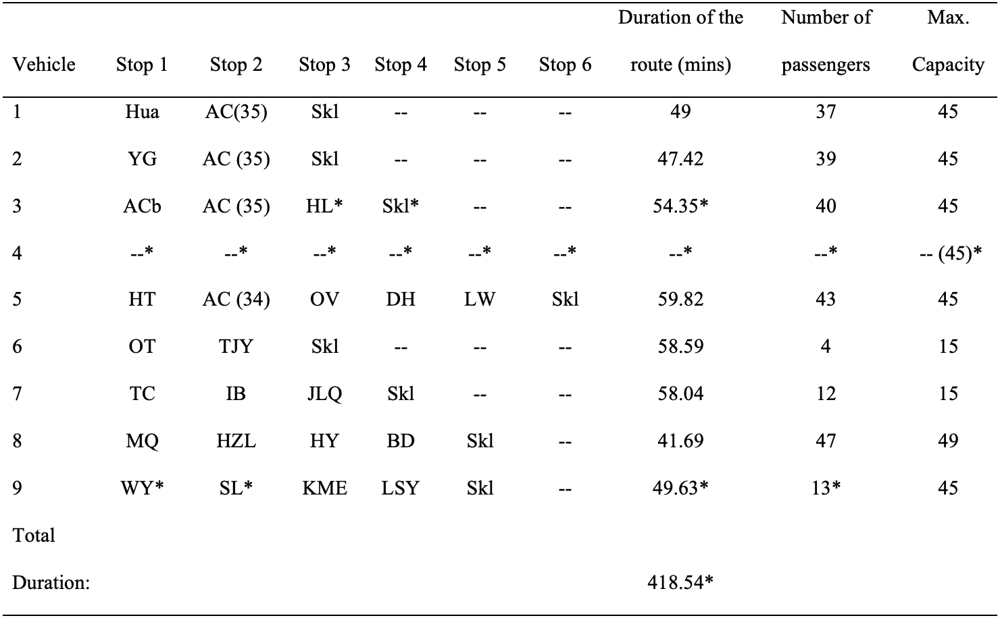 Duration of the Number of Max.
Vehicle Stop 1 Stop 2 Stop 3 Stop 4 Stop 5 Stop 6 route (mins) passengers Capacity
1 Hua AC(35) Skl -- -- -- 49 37 45
2 YG AC (35) Skl -- -- -- 47.42 39 45
3 ACb AC (35) HL* Skl* -- -- 54.35* 40 45
4 --* --* --* --* --* --* --* --* -- (45)*
5 HT AC (34) OV DH LW Skl 59.82 43 45
6 OT TJY Skl -- -- -- 58.59 4 15
7 TC IB JLQ Skl -- -- 58.04 12 15
8 MQ HZL HY BD Skl -- 41.69 47 49
9 WY* SL* KME LSY Skl -- 49.63* 13* 45
Total
Duration: 418.54*